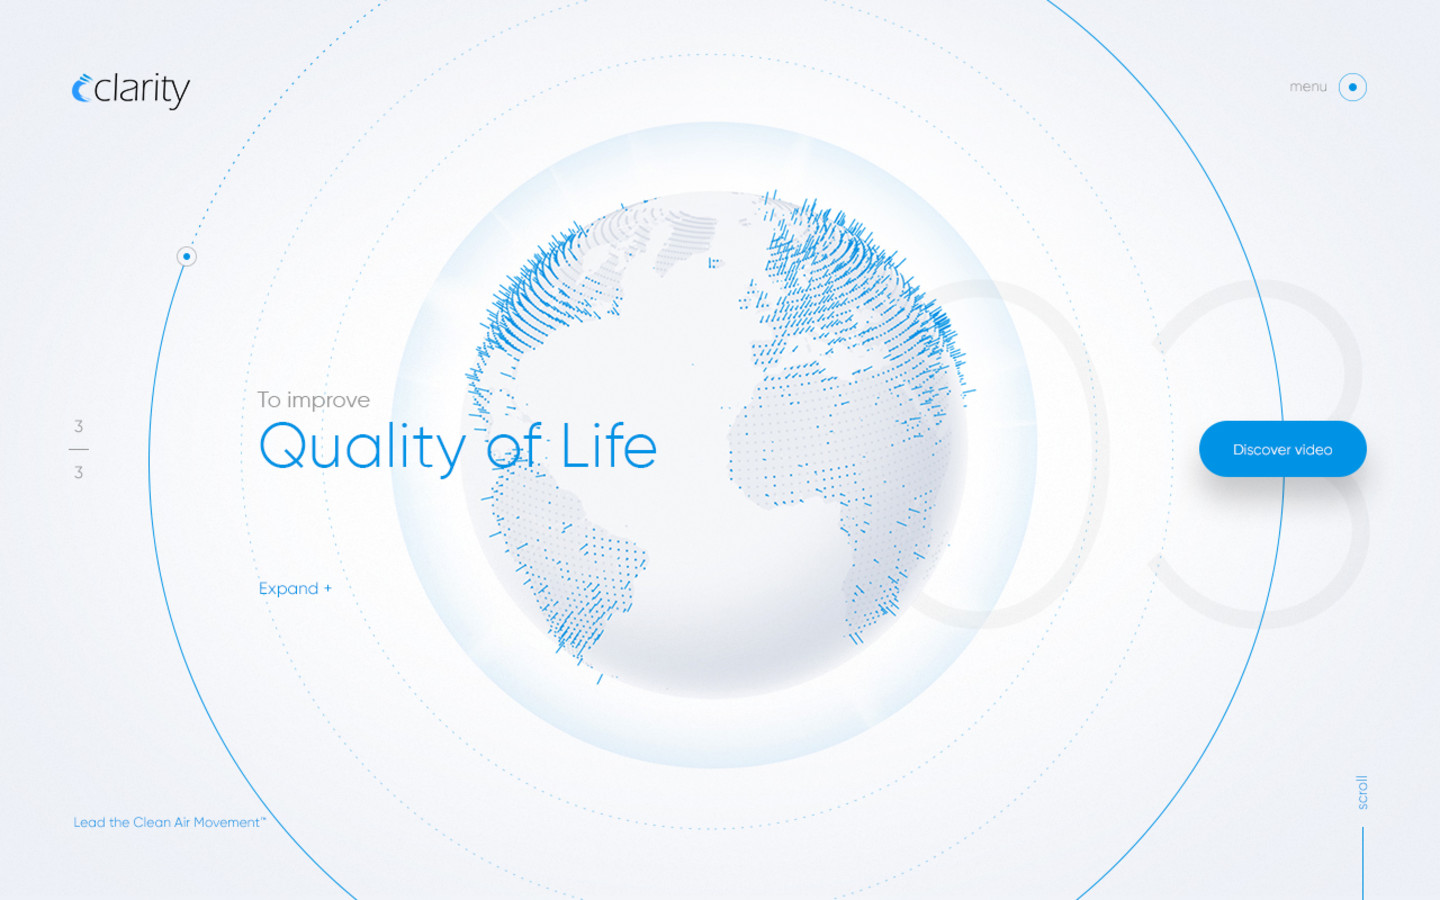 clarity
menu
03
3
3
To improve
Quality of Life
Discover video
Expand +
Lead the Clean Air Movement™
scroll